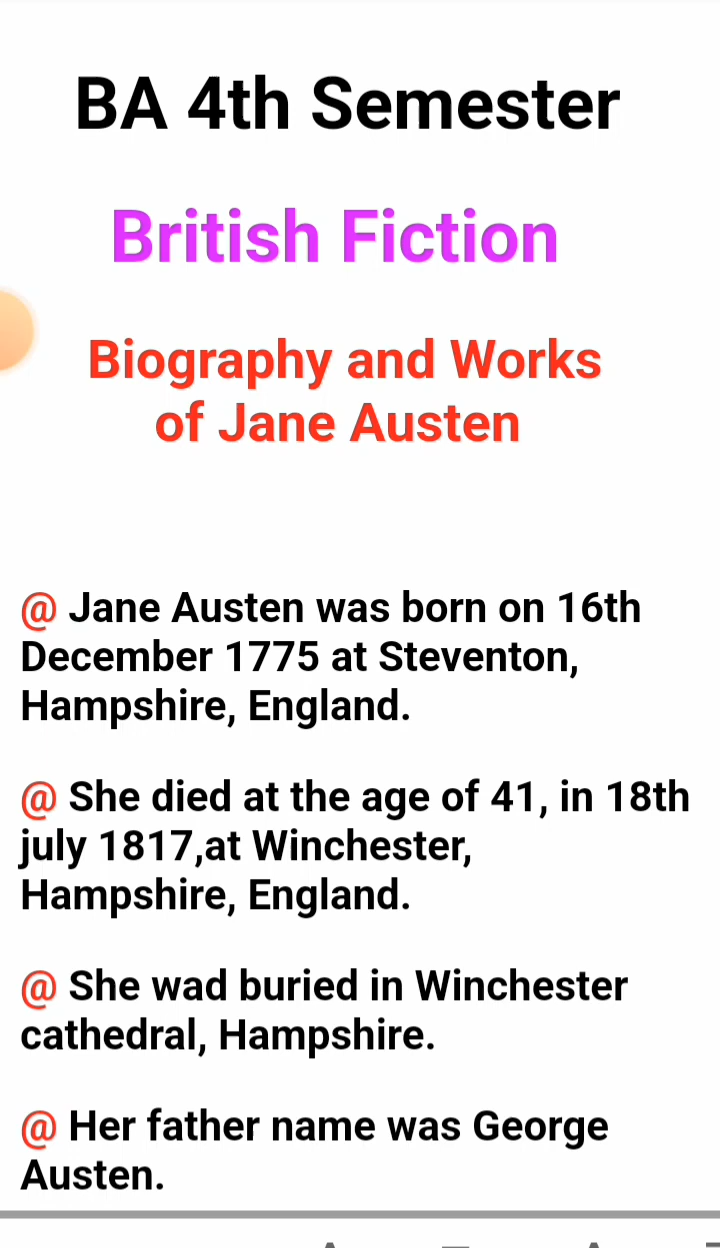 BA 4th Semester
British Fiction
Biography and Works
of Jane Austen
@ Jane Austen was born on 16th
December 1775 at Steventon,
Hampshire, England.
@ She died at the age of 41, in 18th
july 1817,at Winchester,
Hampshire, England.
@ She wad buried in Winchester
cathedral, Hampshire.
@ Her father name was George
Austen.